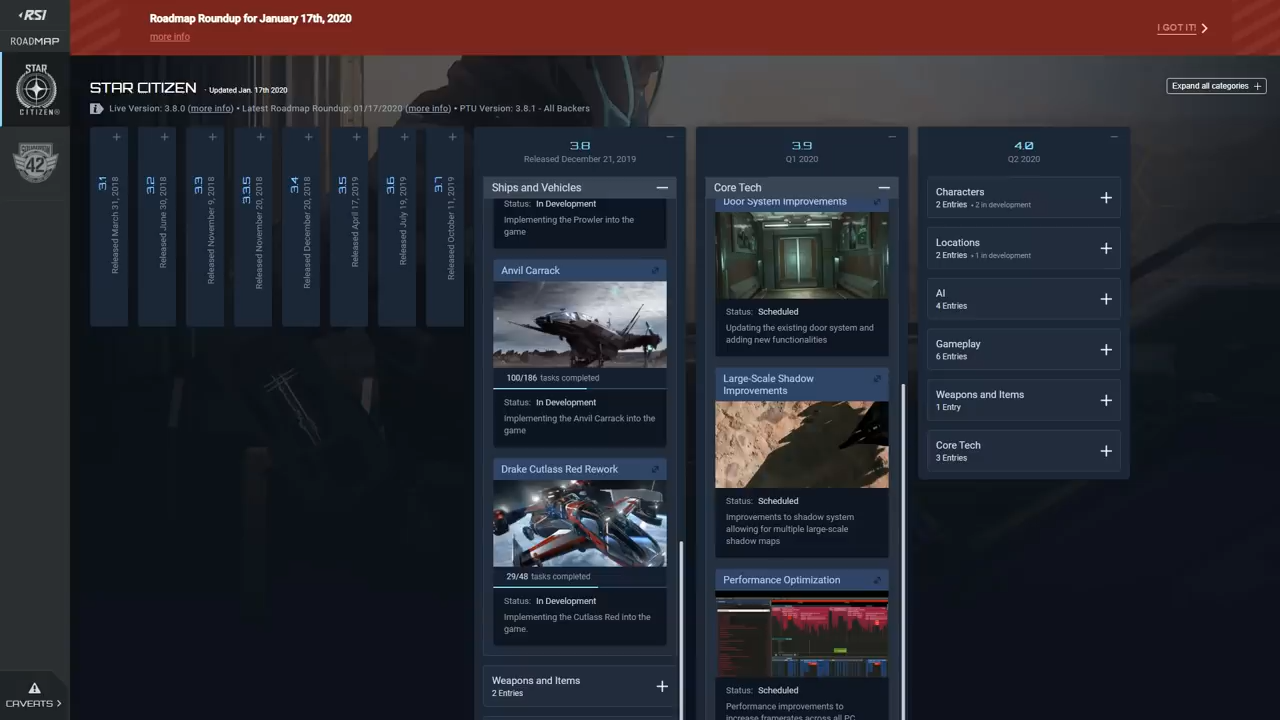 RSI
ROADMAP
STAR CITIZEN®
SQUADRON 42
CAVEATS
Roadmap Roundup for January 17th, 2020
more info
I GOT IT!
STAR CITIZEN · Updated Jan. 17th 2020
Live Version: 3.8.0 (more info) • Latest Roadmap Roundup: 01/17/2020 (more info) • PTU Version: 3.8.1 - All Backers
Expand all categories
3.1
Released March 31, 2018
3.2
Released June 30, 2018
3.3
Released November 9, 2018
3.3.5
Released November 20, 2018
3.4
Released December 20, 2018
3.5
Released April 17, 2019
3.6
Released July 19, 2019
3.7
Released October 11, 2019
3.8
Released December 21, 2019
Ships and Vehicles
Status: In Development
Implementing the Prowler into the
game
Anvil Carrack
100/186 tasks completed
Status: In Development
Implementing the Anvil Carrack into the
game
Drake Cutlass Red Rework
29/48 tasks completed
Status: In Development
Implementing the Cutlass Red into the
game.
Weapons and Items
2 Entries
3.9
Q1 2020
Core Tech
Door System Improvements
Status: Scheduled
Updating the existing door system and
adding new functionalities
Large-Scale Shadow
Improvements
Status: Scheduled
Improvements to shadow system
allowing for multiple large-scale
shadow maps
Performance Optimization
Status: Scheduled
Performance improvements to
increase framerates across all PC
4.0
Q2 2020
Characters
2 Entries • 2 in development
Locations
2 Entries • 1 in development
AI
4 Entries
Gameplay
6 Entries
Weapons and Items
1 Entry
Core Tech
3 Entries